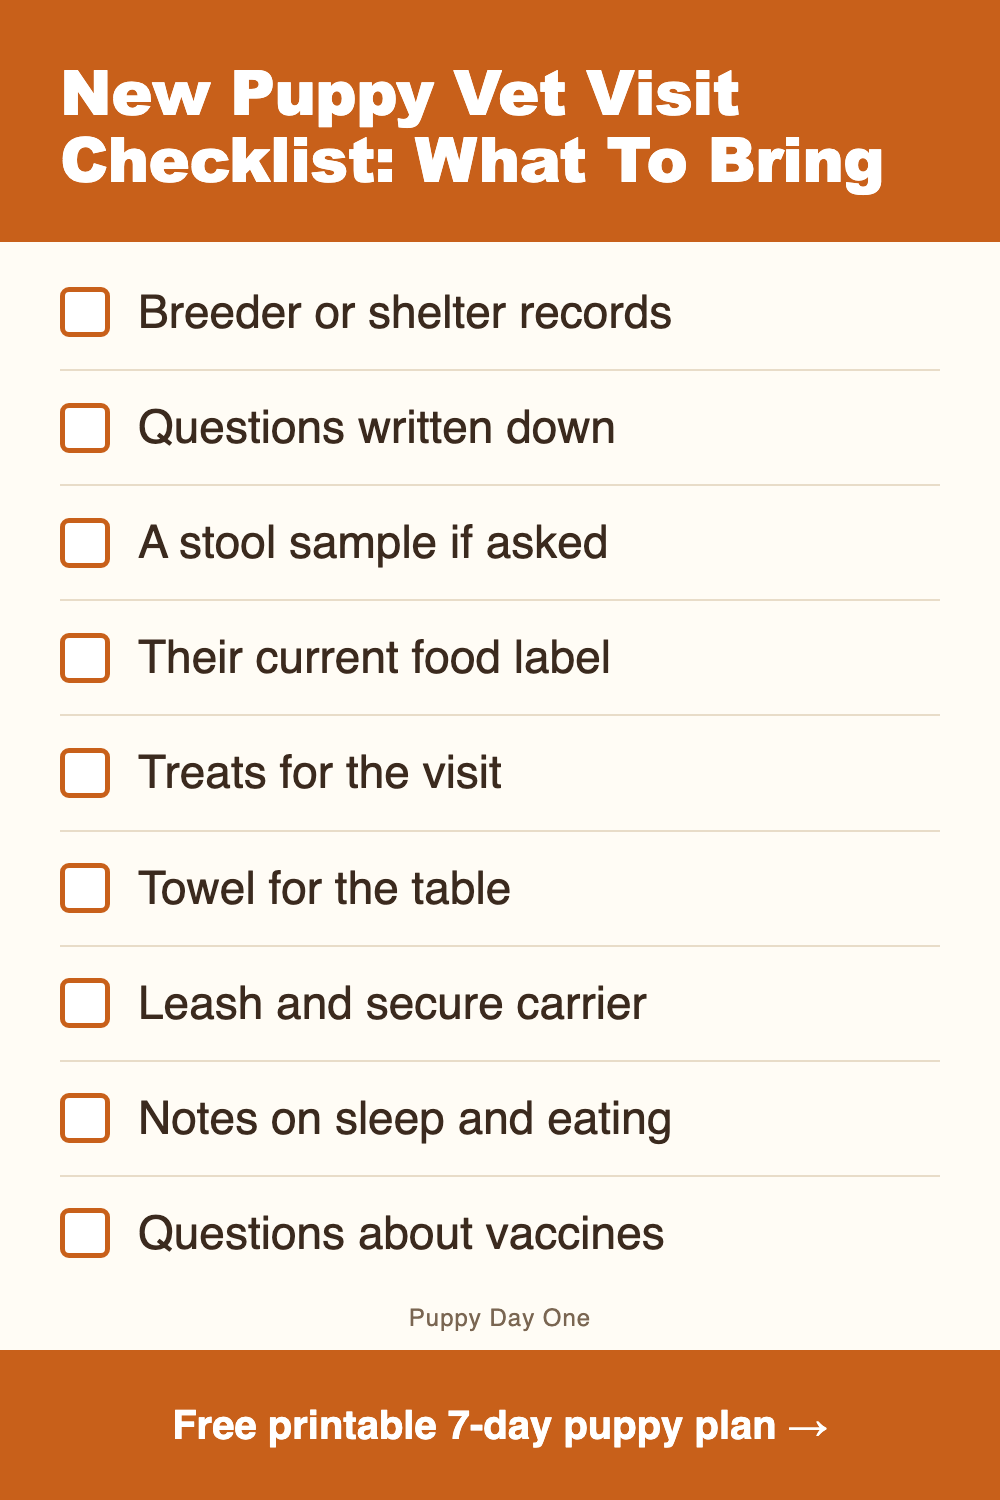 New Puppy Vet Visit
Checklist: What To Bring
Breeder or shelter records
Questions written down
A stool sample if asked
Their current food label
Treats for the visit
Towel for the table
Leash and secure carrier
Notes on sleep and eating
Questions about vaccines
Puppy Day One
Free printable 7-day puppy plan →